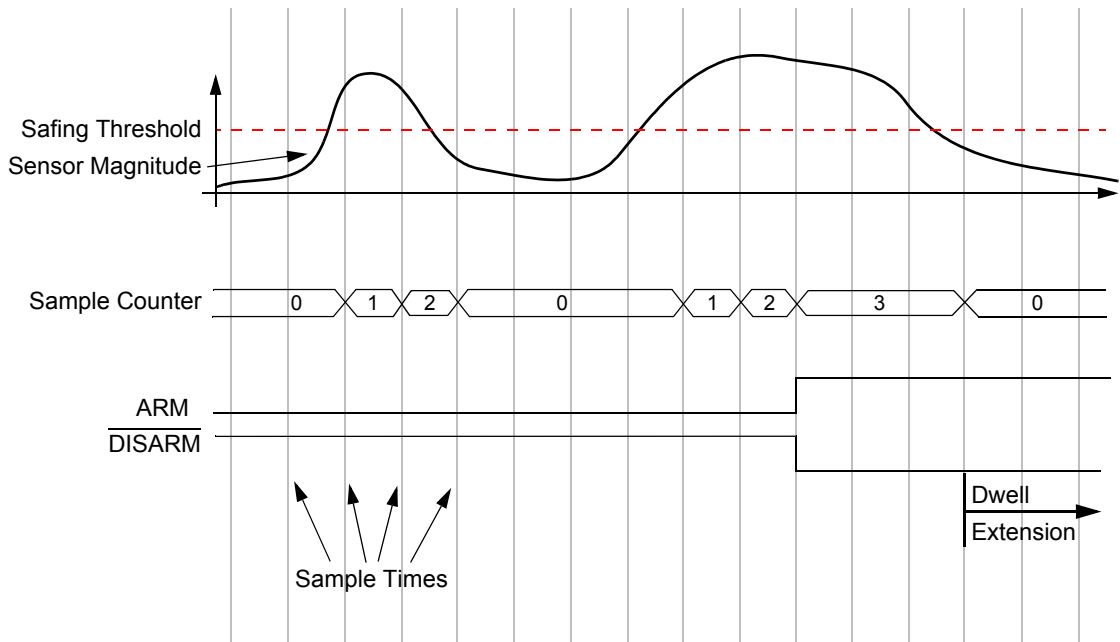 Safing Threshold
Sensor Magnitude
Sample Counter
0 1 2 0 1 2 3 0
ARM
DISARM
Dwell
Extension
Sample Times